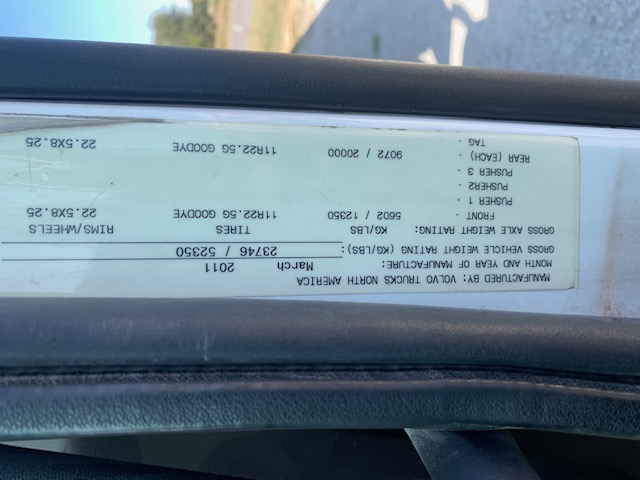 MANUFACTURED BY: VOLVO TRUCKS NORTH AMERICA
MONTH AND YEAR OF MANUFACTURE: March 2011
GROSS VEHICLE WEIGHT RATING (KG/LBS): 23746 / 52350
GROSS AXLE WEIGHT RATING: KG/LBS TIRES RIMS/WHEELS
FRONT - 5602 / 12350 11R22.5G GOODYE 22.5X8.25
PUSHER 1 -
PUSHER2 -
PUSHER 3 -
REAR (EACH) - 9072 / 20000 11R22.5G GOODYE 22.5X8.25
TAG -